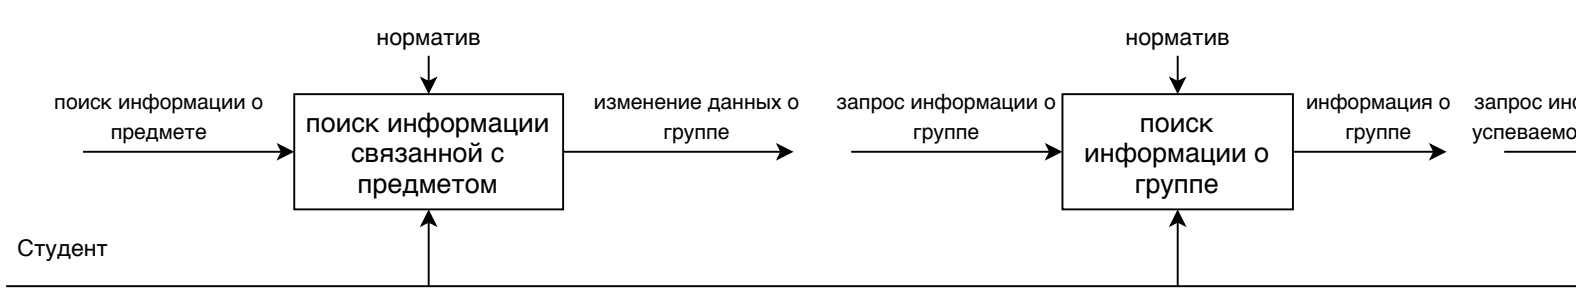 норматив
норматив
поиск информации о
предмете
поиск информации
связанной с
предметом
изменение данных о
группе
запрос информации о
группе
поиск
информации о
группе
информация о
группе
запрос
Студент